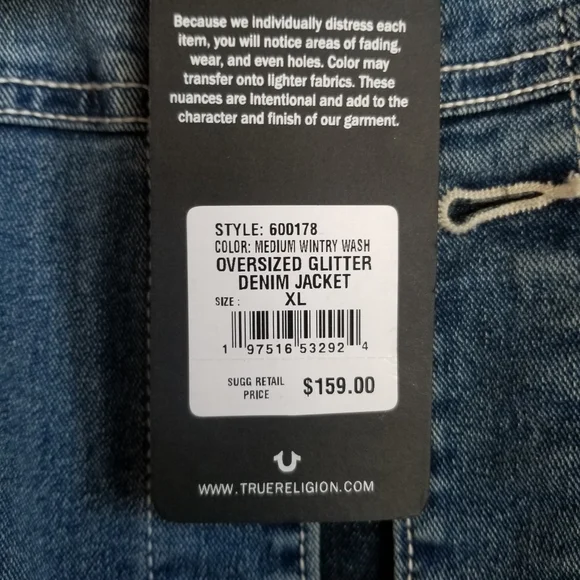 Because we individually distress each
item, you will notice areas of fading,
wear, and even holes. Color may
transfer onto lighter fabrics. These
nuances are intentional and add to the
character and finish of our garment.
STYLE: 600178
COLOR: MEDIUM WINTRY WASH
OVERSIZED GLITTER
DENIM JACKET
SIZE : XL
1 97516 53292 4
SUGG RETAIL
PRICE $159.00
WWW.TRUERELIGION.COM